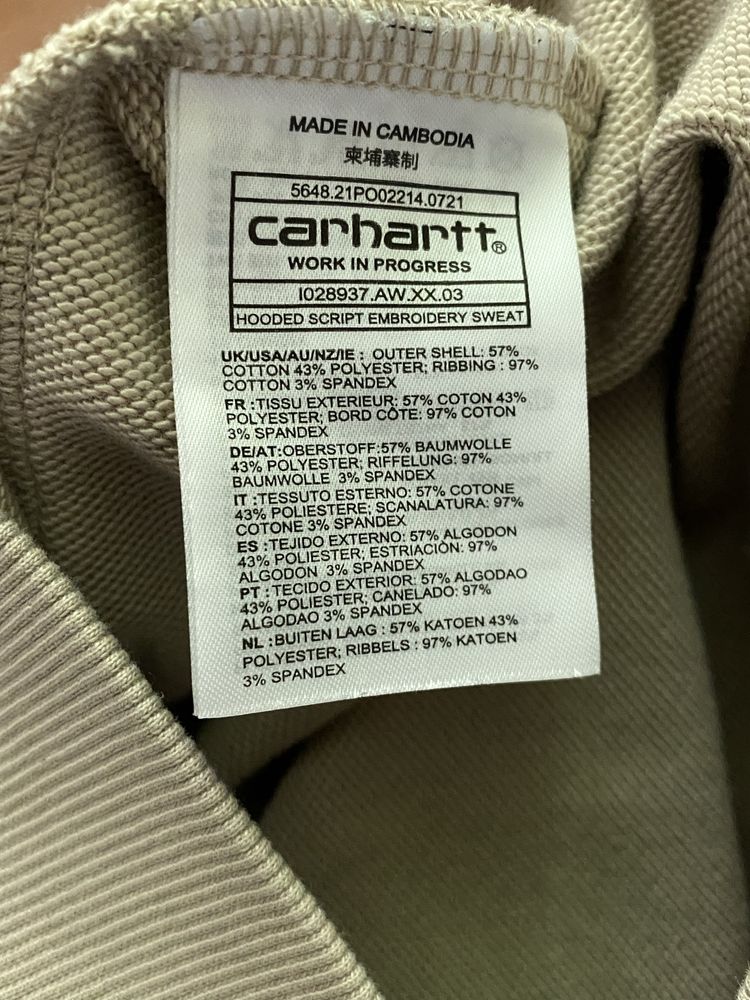 MADE IN CAMBODIA
柬埔寨制
5648.21PO02214.0721
carhartt®
WORK IN PROGRESS
I028937.AW.XX.03
HOODED SCRIPT EMBROIDERY SWEAT
UK/USA/AU/NZ/IE : OUTER SHELL: 57%
COTTON 43% POLYESTER; RIBBING : 97%
COTTON 3% SPANDEX
FR :TISSU EXTERIEUR: 57% COTON 43%
POLYESTER; BORD CÔTE: 97% COTON
3% SPANDEX
DE/AT:OBERSTOFF:57% BAUMWOLLE
43% POLYESTER; RIFFELUNG: 97%
BAUMWOLLE 3% SPANDEX
IT :TESSUTO ESTERNO: 57% COTONE
43% POLIESTERE; SCANALATURA: 97%
COTONE 3% SPANDEX
ES :TEJIDO EXTERNO: 57% ALGODON
43% POLIESTER; ESTRIACIÓN: 97%
ALGODON 3% SPANDEX
PT :TECIDO EXTERIOR: 57% ALGODAO
43% POLIESTER; CANELADO: 97%
ALGODAO 3% SPANDEX
NL :BUITEN LAAG : 57% KATOEN 43%
POLYESTER; RIBBELS : 97% KATOEN
3% SPANDEX